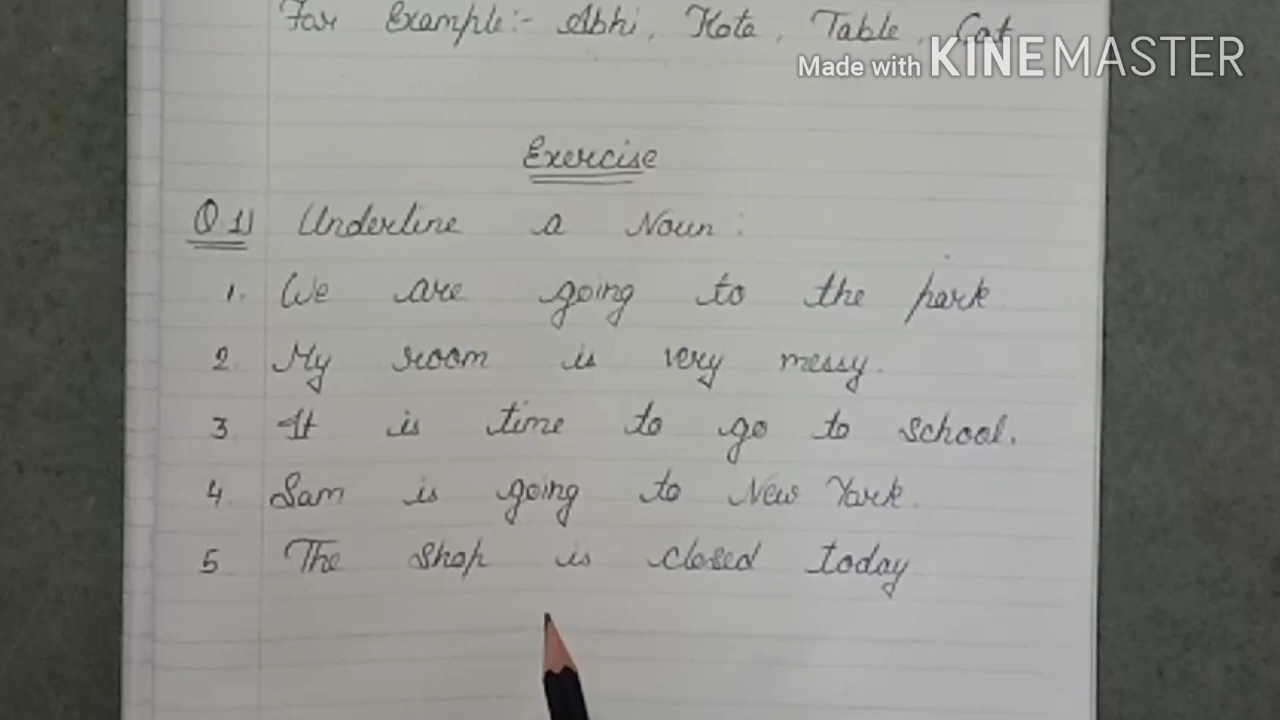 For Example:- Abhi, Kota, Table, Cat
Made with KINEMASTER
Exercise
Q 1) Underline a Noun:
1. We are going to the park
2. My room is very messy.
3 It is time to go to school.
4. Sam is going to New York.
5 The Shop is closed today